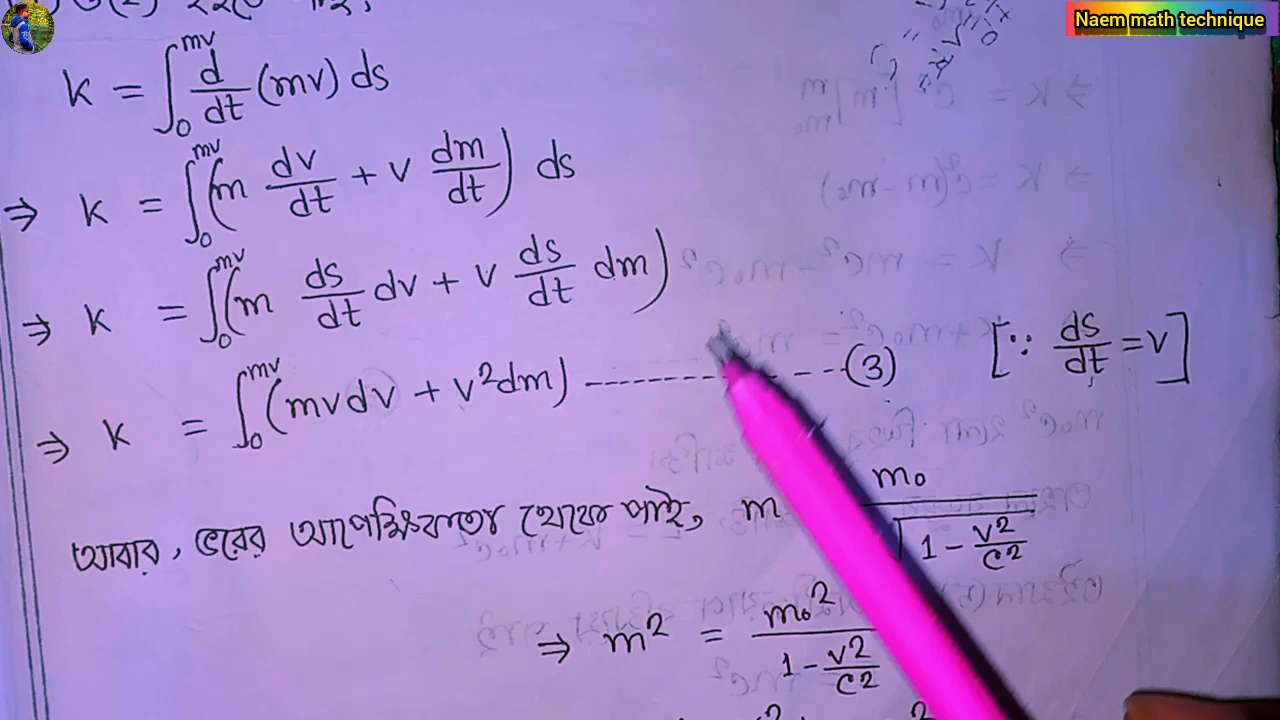 Naem math technique
K = ∫₀^mv d/dt (mv) ds
⇒ K = ∫₀^mv (m dv/dt + v dm/dt) ds
⇒ K = ∫₀^mv (m ds/dt dv + v ds/dt dm)
⇒ K = ∫₀^mv (mvdv + v²dm) --------------- (3) [∵ ds/dt = v]
আবার, ভরের আপেক্ষিকতা থেকে পাই, m m₀/√(1 - v²/c²)
⇒ m² = m₀²/(1 - v²/c²)